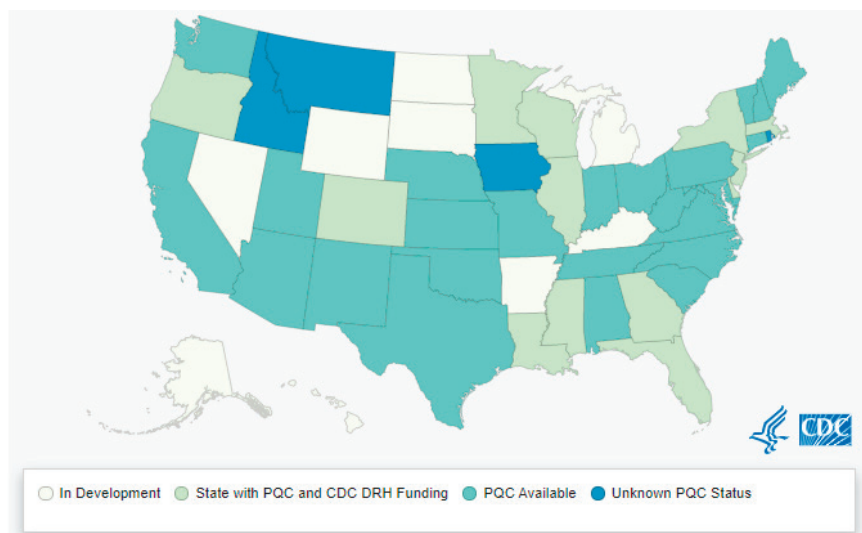 CDC
In Development State with PQC and CDC DRH Funding PQC Available Unknown PQC Status